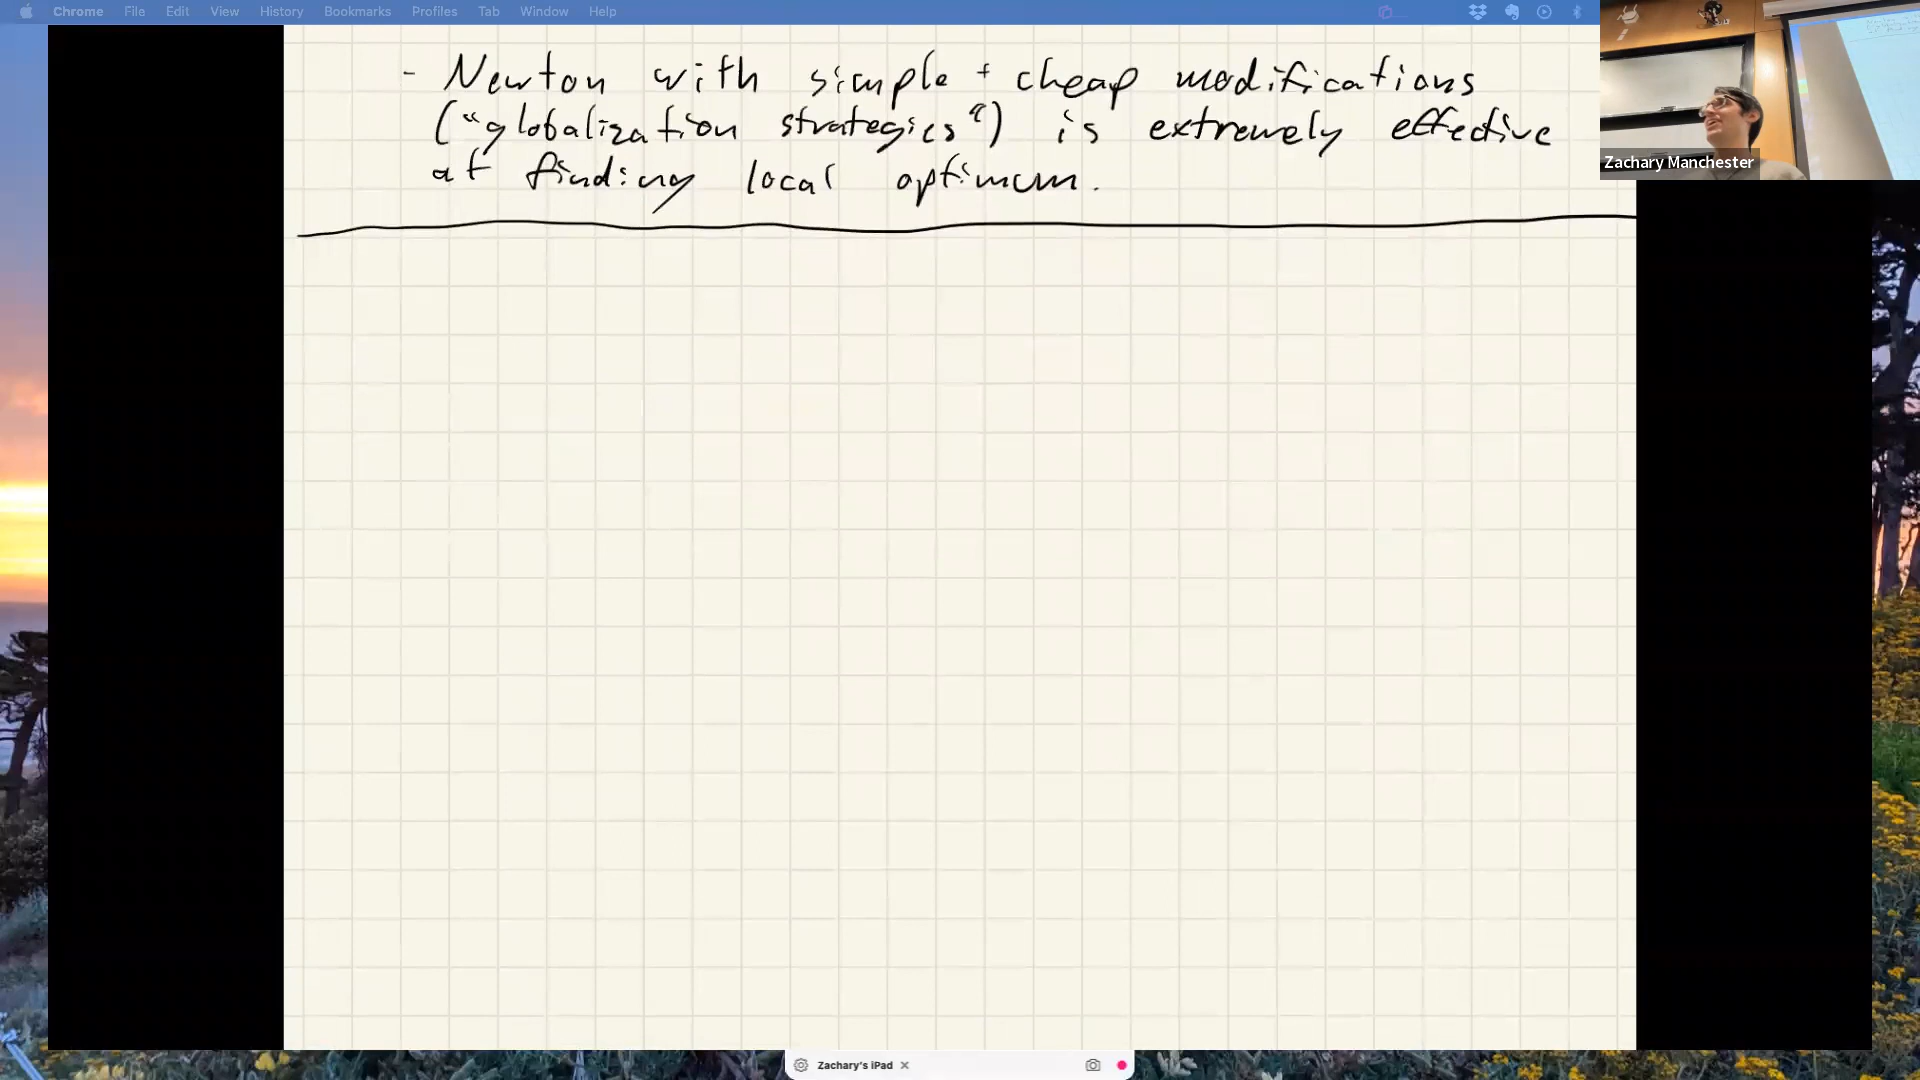 Chrome File Edit View History Bookmarks Profiles Tab Window Help
- Newton with simple + cheap modifications
("globalization strategies") is extremely effective
at finding local optimum.
Zachary Manchester
Zachary's iPad